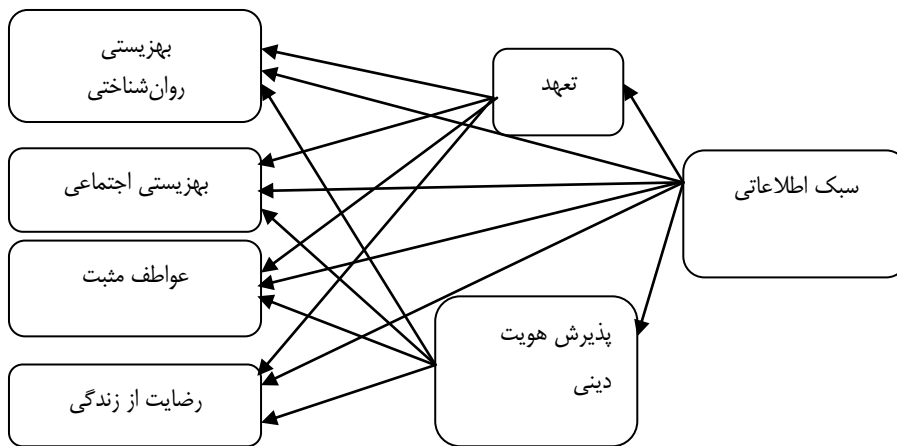 بهزیستی
روان‌شناختی
تعهد
سبک اطلاعاتی
بهزیستی اجتماعی
عواطف مثبت
پذیرش هویت
دینی
رضایت از زندگی